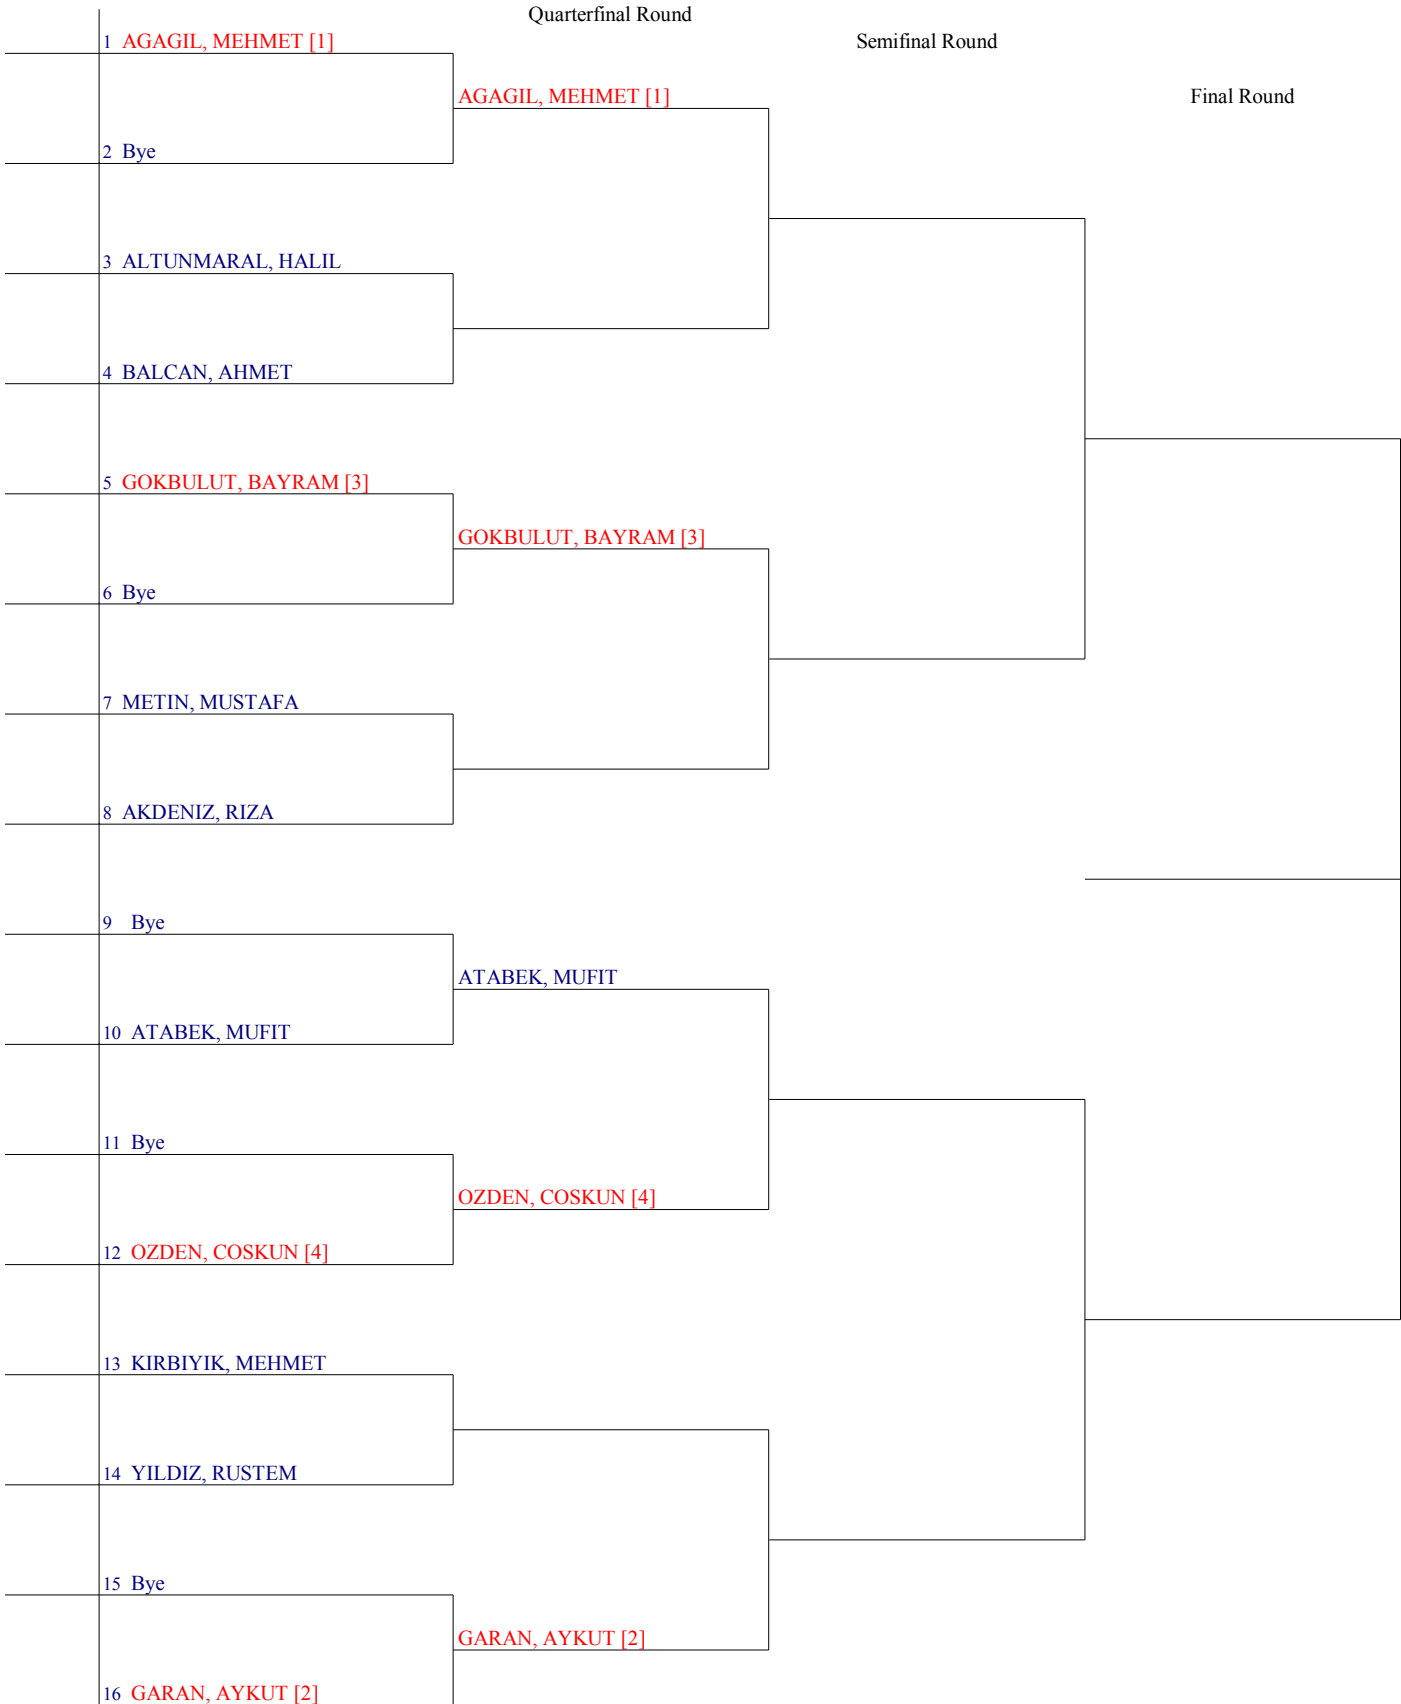 Quarterfinal Round
Semifinal Round
Final Round
1 AGAGIL, MEHMET [1]
AGAGIL, MEHMET [1]
2 Bye
3 ALTUNMARAL, HALIL
4 BALCAN, AHMET
5 GOKBULUT, BAYRAM [3]
GOKBULUT, BAYRAM [3]
6 Bye
7 METIN, MUSTAFA
8 AKDENIZ, RIZA
9 Bye
ATABEK, MUFIT
10 ATABEK, MUFIT
11 Bye
OZDEN, COSKUN [4]
12 OZDEN, COSKUN [4]
13 KIRBIYIK, MEHMET
14 YILDIZ, RUSTEM
15 Bye
GARAN, AYKUT [2]
16 GARAN, AYKUT [2]